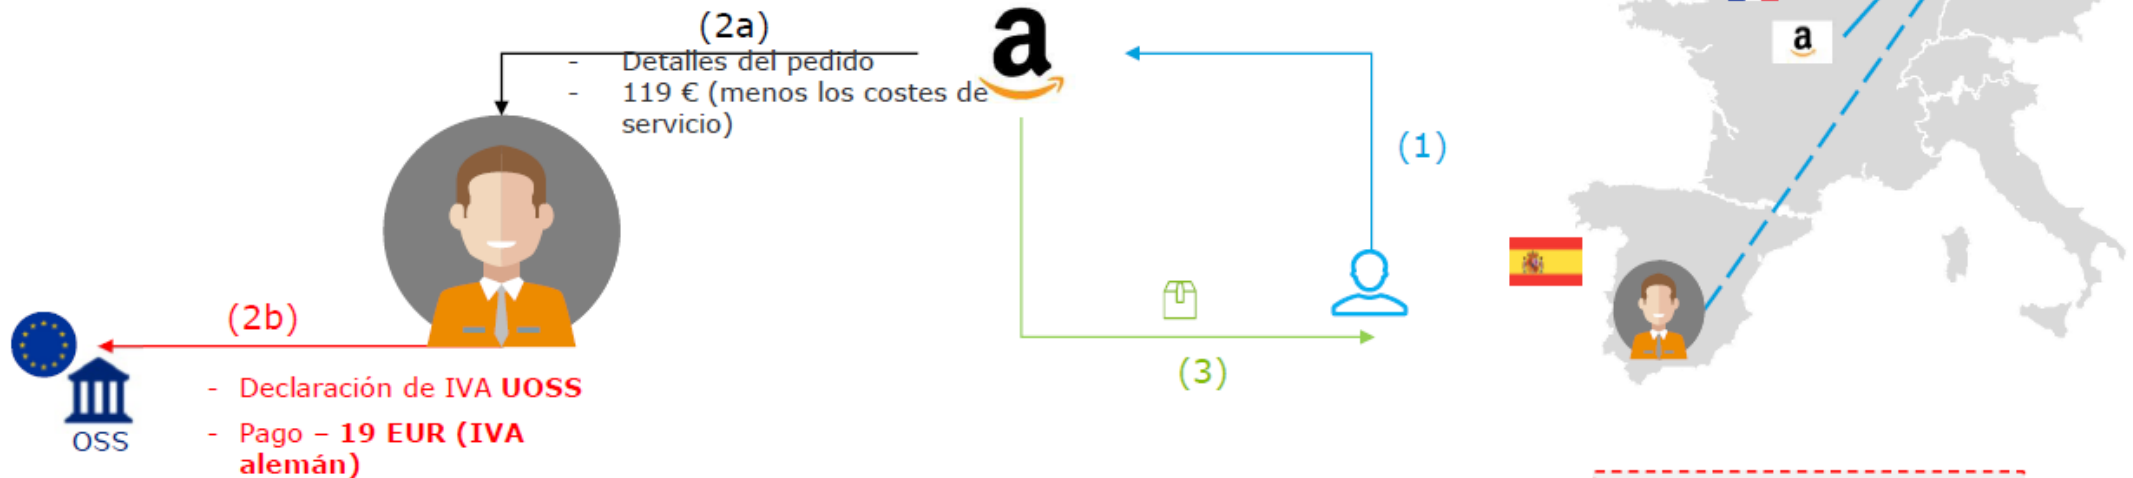 (2a)
- Detalles del pedido
- 119 € (menos los costes de
servicio)
a
a
(1)
(2b)
- Declaración de IVA UOSS
- Pago – 19 EUR (IVA
alemán)
OSS
(3)